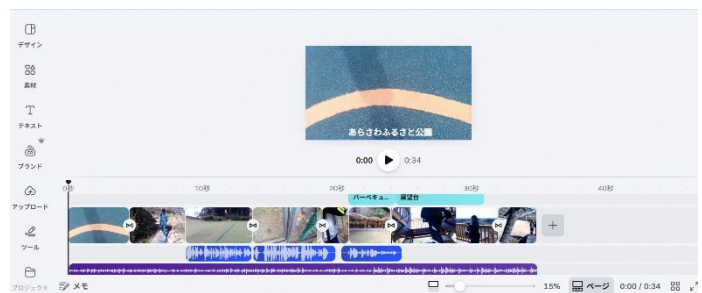 デザイン
素材
テキスト
ブランド
アップロード
ツール
プロジェクト
あらさわふるさと公園
0:00
0:34
0秒
10秒
20秒
30秒
40秒
バーベキュ...
展望台
メモ
15%
ページ
0:00 / 0:34